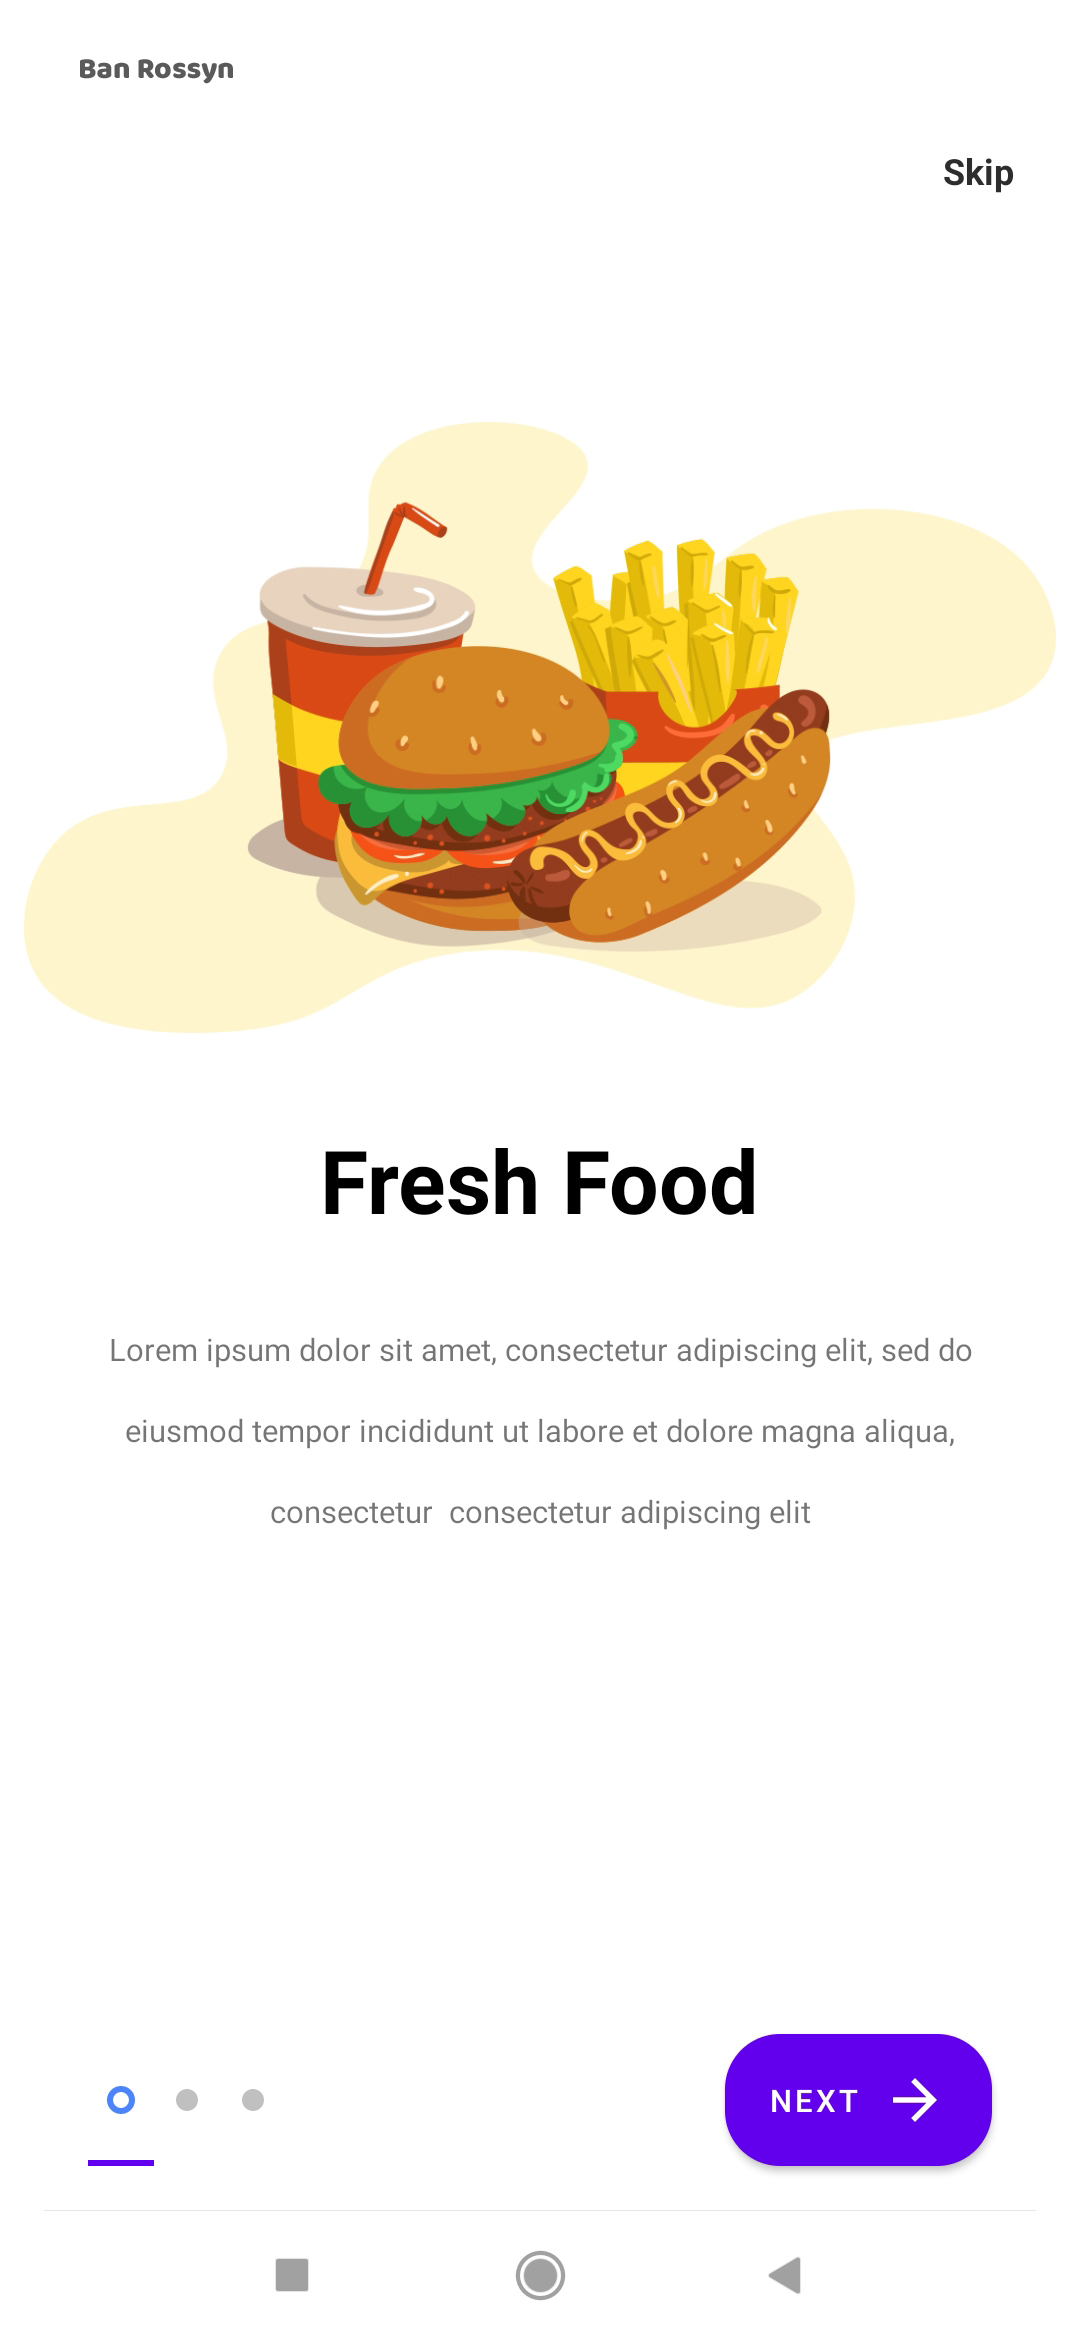 Ban Rossyn
Skip
Fresh Food
Lorem ipsum dolor sit amet, consectetur adipiscing elit, sed do
eiusmod tempor incididunt ut labore et dolore magna aliqua,
consectetur  consectetur adipiscing elit
NEXT